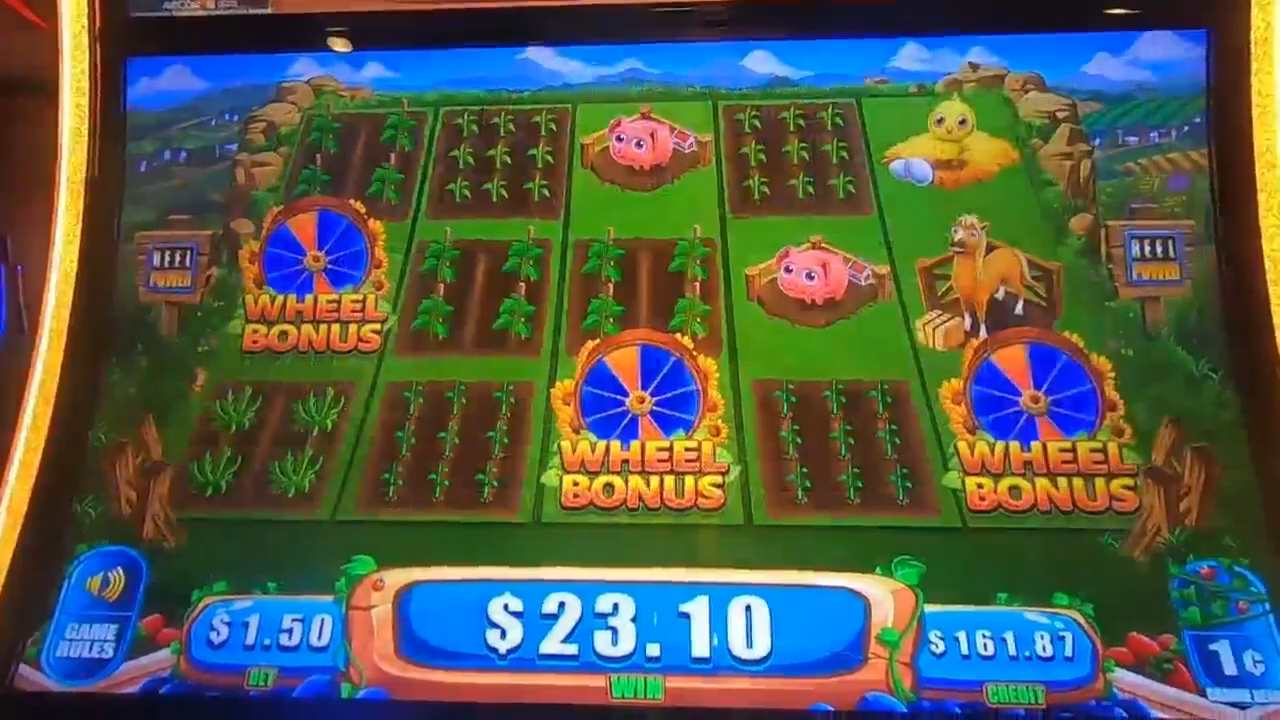 REEL
POWER
REEL
POWER
WHEEL
BONUS
WHEEL
BONUS
WHEEL
BONUS
GAME
RULES
$1.50
BET
$23.10
WIN
$161.87
CREDIT
1¢